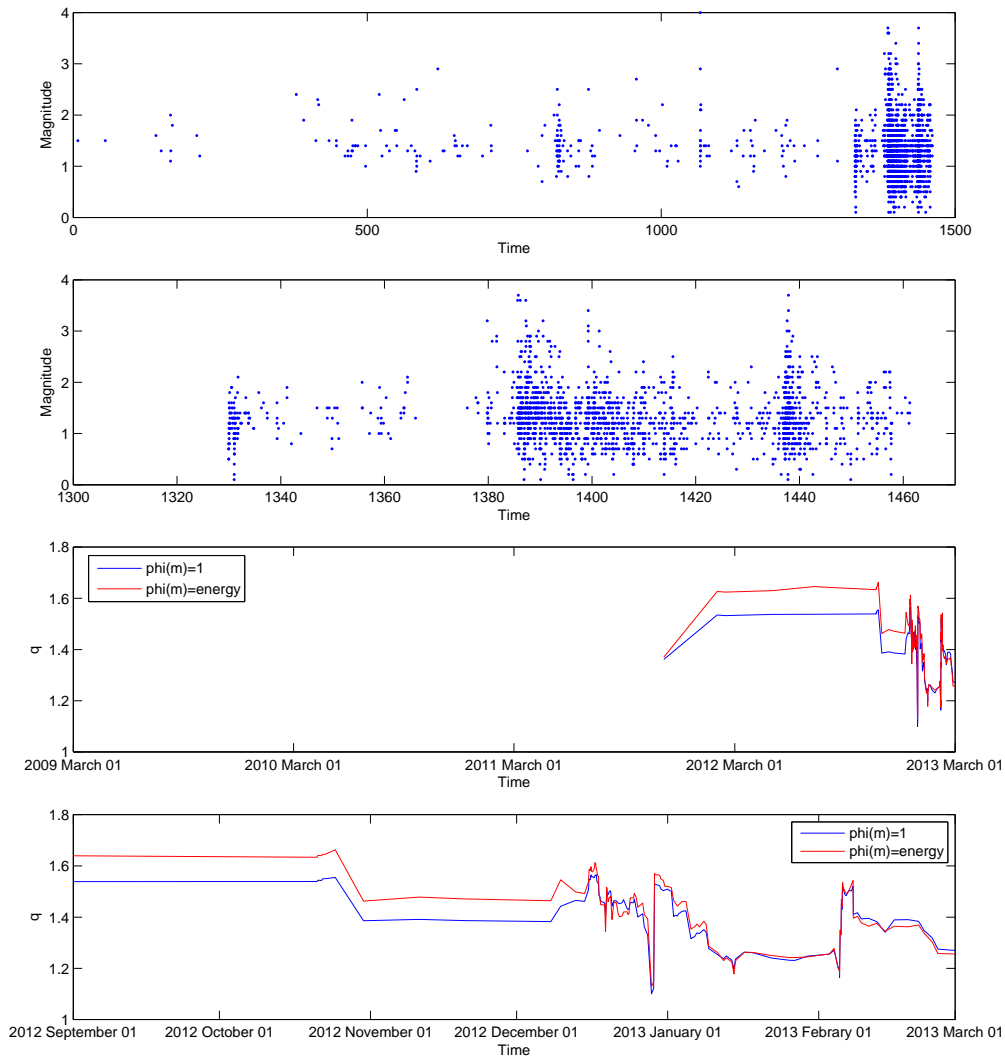 4
3
2
1
0
Magnitude
0
500
1000
1500
Time
4
3
2
1
0
Magnitude
1300
1320
1340
1360
1380
1400
1420
1440
1460
Time
1.8
1.6
1.4
1.2
1
q
phi(m)=1
phi(m)=energy
2009 March 01
2010 March 01
2011 March 01
2012 March 01
2013 March 01
Time
1.8
1.6
1.4
1.2
1
q
phi(m)=1
phi(m)=energy
2012 September 01
2012 October 01
2012 November 01
2012 December 01
2013 January 01
2013 Febrary 01
2013 March 01
Time